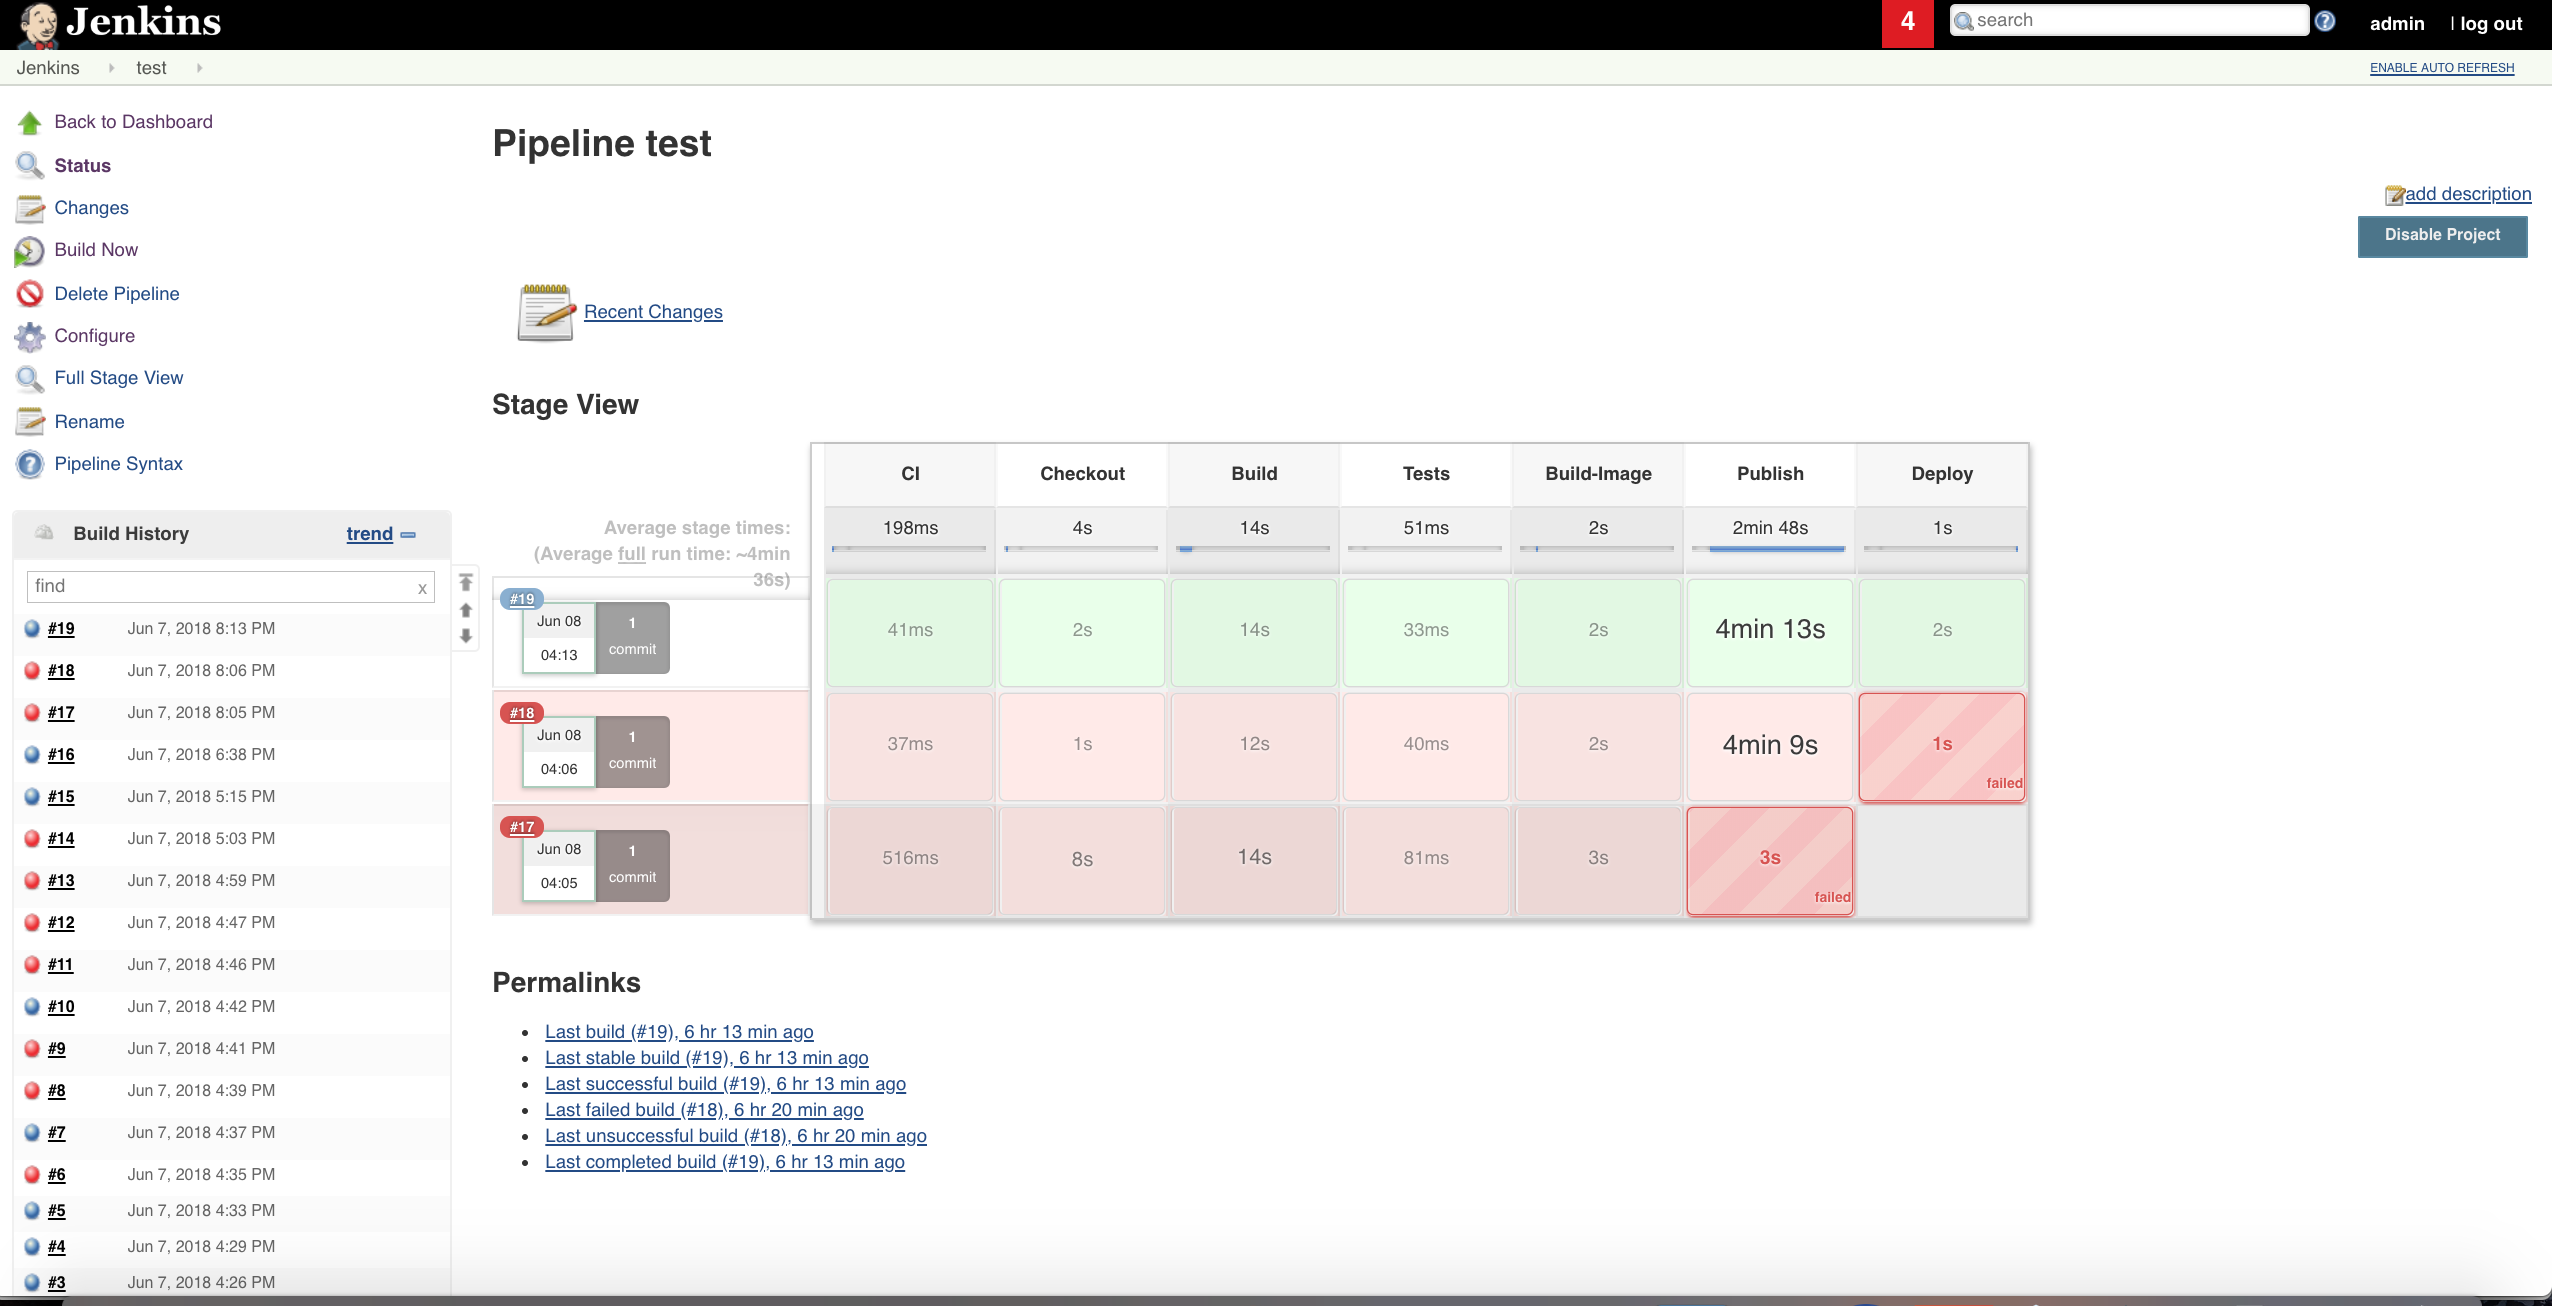 Jenkins
4
search
admin
| log out
Jenkins
test
ENABLE AUTO REFRESH
Back to Dashboard
Status
Changes
Build Now
Delete Pipeline
Configure
Full Stage View
Rename
Pipeline Syntax
Build History
trend
find
x
#19 Jun 7, 2018 8:13 PM
#18 Jun 7, 2018 8:06 PM
#17 Jun 7, 2018 8:05 PM
#16 Jun 7, 2018 6:38 PM
#15 Jun 7, 2018 5:15 PM
#14 Jun 7, 2018 5:03 PM
#13 Jun 7, 2018 4:59 PM
#12 Jun 7, 2018 4:47 PM
#11 Jun 7, 2018 4:46 PM
#10 Jun 7, 2018 4:42 PM
#9 Jun 7, 2018 4:41 PM
#8 Jun 7, 2018 4:39 PM
#7 Jun 7, 2018 4:37 PM
#6 Jun 7, 2018 4:35 PM
#5 Jun 7, 2018 4:33 PM
#4 Jun 7, 2018 4:29 PM
#3 Jun 7, 2018 4:26 PM
Pipeline test
add description
Disable Project
Recent Changes
Stage View
CI Checkout Build Tests Build-Image Publish Deploy
Average stage times:
(Average full run time: ~4min
36s)
198ms 4s 14s 51ms 2s 2min 48s 1s
#19
Jun 08
04:13
1
commit
41ms 2s 14s 33ms 2s 4min 13s 2s
#18
Jun 08
04:06
1
commit
37ms 1s 12s 40ms 2s 4min 9s 1s
failed
#17
Jun 08
04:05
1
commit
516ms 8s 14s 81ms 3s 3s
failed
Permalinks
Last build (#19), 6 hr 13 min ago
Last stable build (#19), 6 hr 13 min ago
Last successful build (#19), 6 hr 13 min ago
Last failed build (#18), 6 hr 20 min ago
Last unsuccessful build (#18), 6 hr 20 min ago
Last completed build (#19), 6 hr 13 min ago